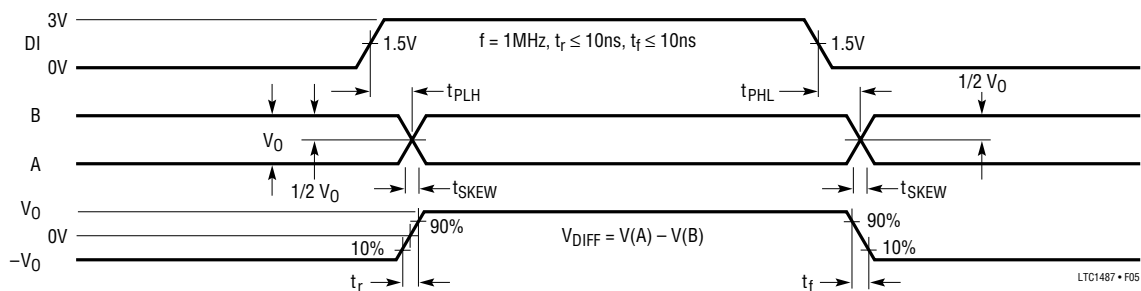 3V
DI
0V
1.5V
f = 1MHz, tr ≤ 10ns, tf ≤ 10ns
1.5V
tPLH
tPHL
1/2 VO
B
VO
A
1/2 VO
tSKEW
tSKEW
VO
0V
–VO
90%
10%
VDIFF = V(A) – V(B)
90%
10%
tr
tf
LTC1487 • F05